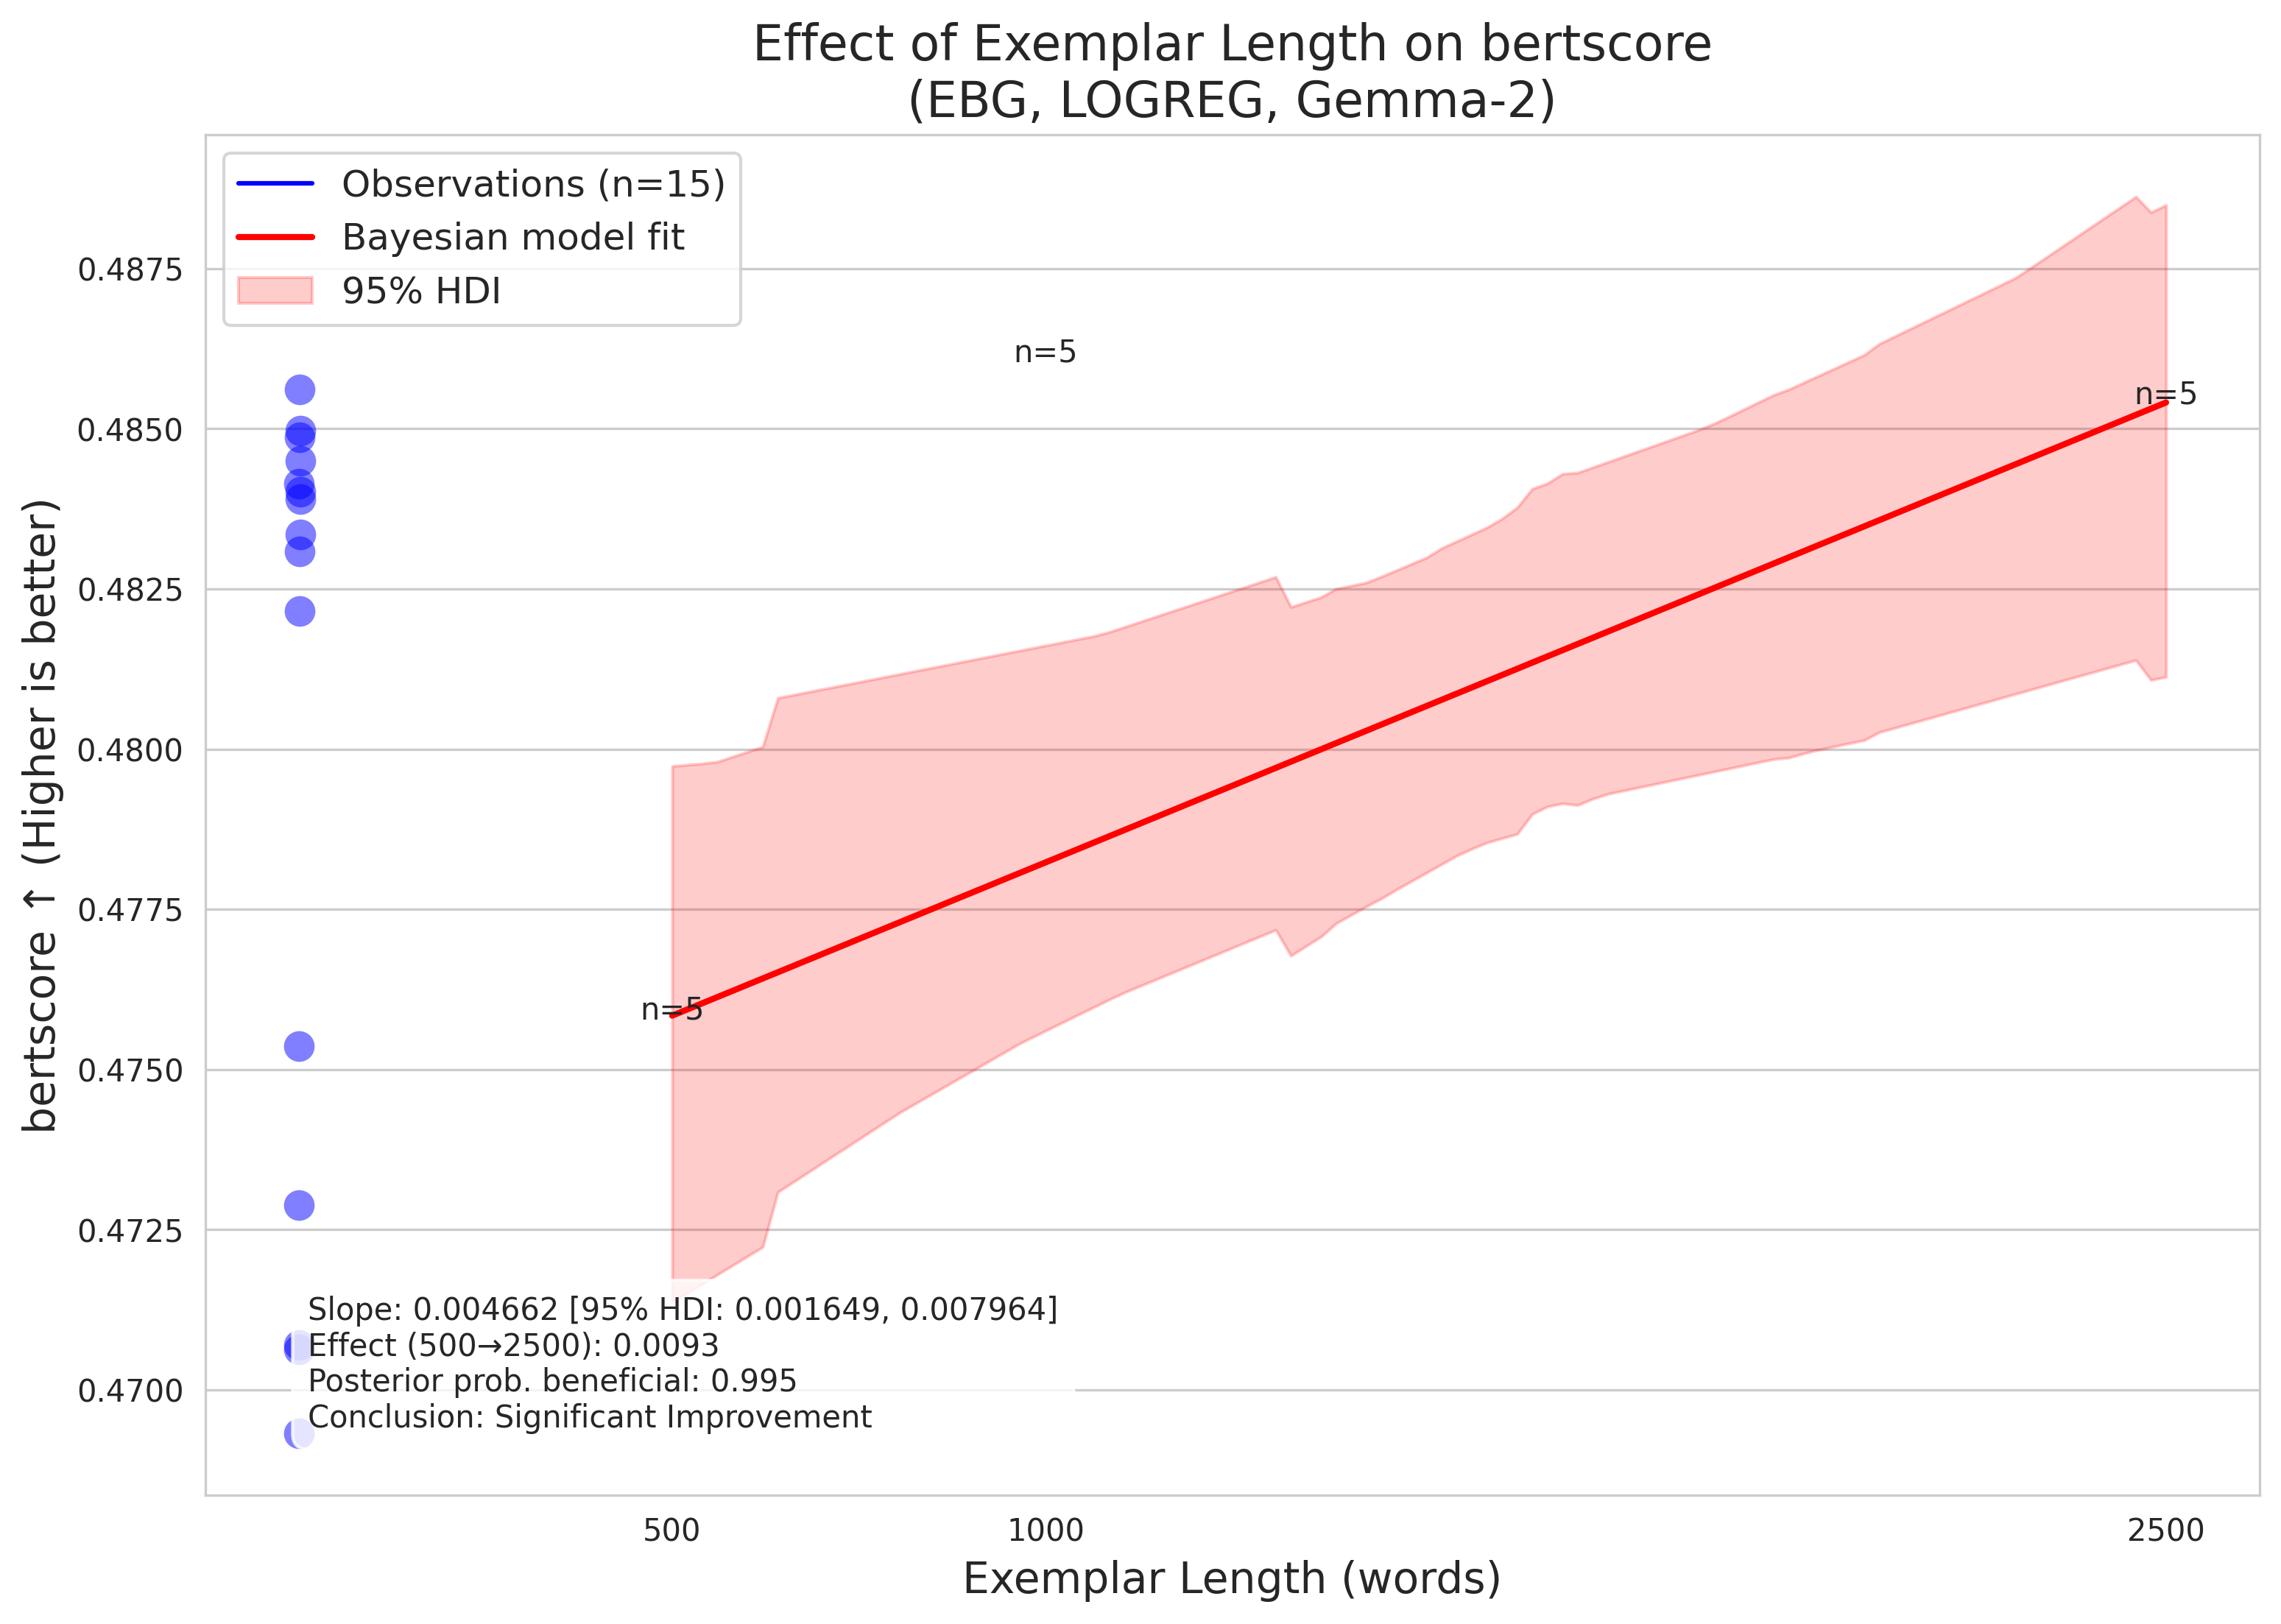 Effect of Exemplar Length on bertscore
(EBG, LOGREG, Gemma-2)
Observations (n=15)
Bayesian model fit
95% HDI
bertscore ↑ (Higher is better)
0.4875
0.4850
0.4825
0.4800
0.4775
0.4750
0.4725
0.4700
n=5
n=5
n=5
Slope: 0.004662 [95% HDI: 0.001649, 0.007964]
Effect (500→2500): 0.0093
Posterior prob. beneficial: 0.995
Conclusion: Significant Improvement
500
1000
2500
Exemplar Length (words)